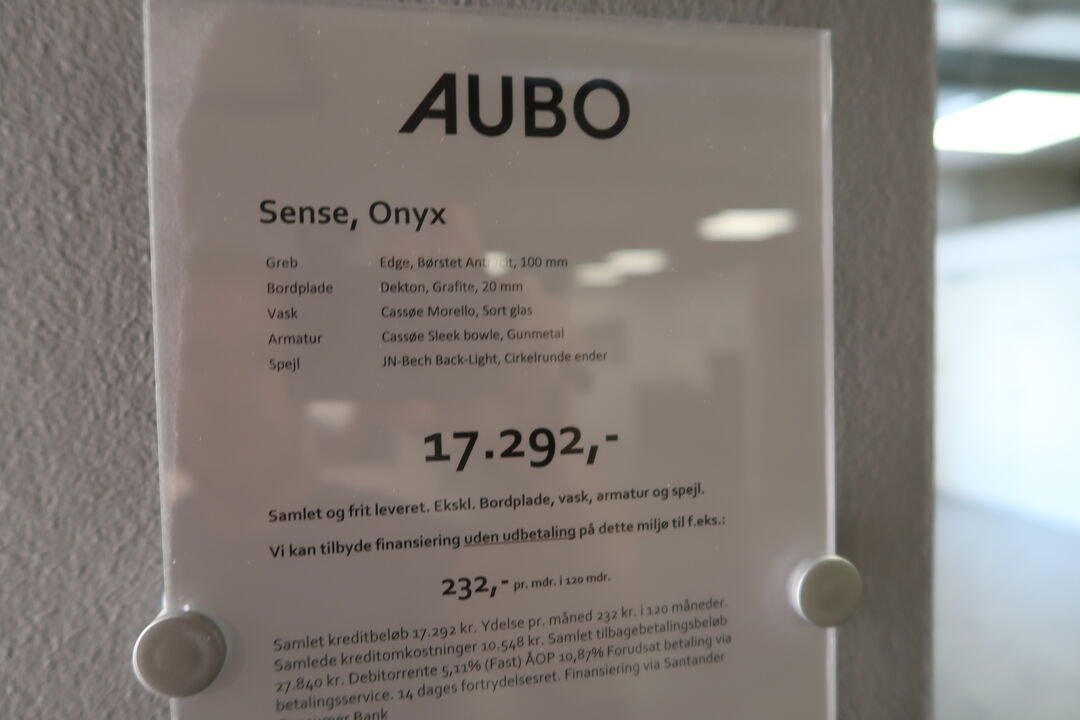 AUBO
Sense, Onyx
Greb Edge, Børstet Antracit, 100 mm
Bordplade Dekton, Grafite, 20 mm
Vask Cassøe Morello, Sort glas
Armatur Cassøe Sleek bowle, Gunmetal
Spejl JN-Bech Back-Light, Cirkelrunde ender
17.292,-
Samlet og frit leveret. Ekskl. Bordplade, vask, armatur og spejl.
Vi kan tilbyde finansiering uden udbetaling på dette miljø til f.eks.:
232,- pr. mdr. i 120 mdr.
Samlet kreditbeløb 17.292 kr. Ydelse pr. måned 232 kr. i 120 måneder.
Samlede kreditomkostninger 10.548 kr. Samlet tilbagebetalingsbeløb
27.840 kr. Debitorrente 5,11% (Fast) ÅOP 10,87% Forudsat betaling via
betalingsservice. 14 dages fortrydelsesret. Finansiering via Santander
Consumer Bank